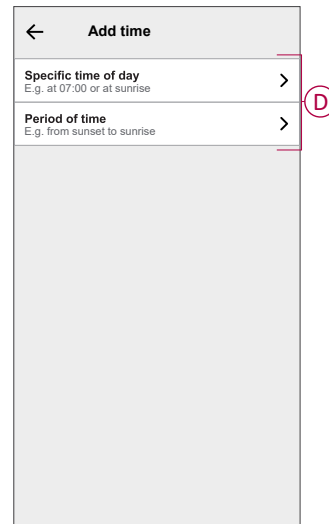 Add time
Specific time of day
E.g. at 07:00 or at sunrise
D
Period of time
E.g. from sunset to sunrise